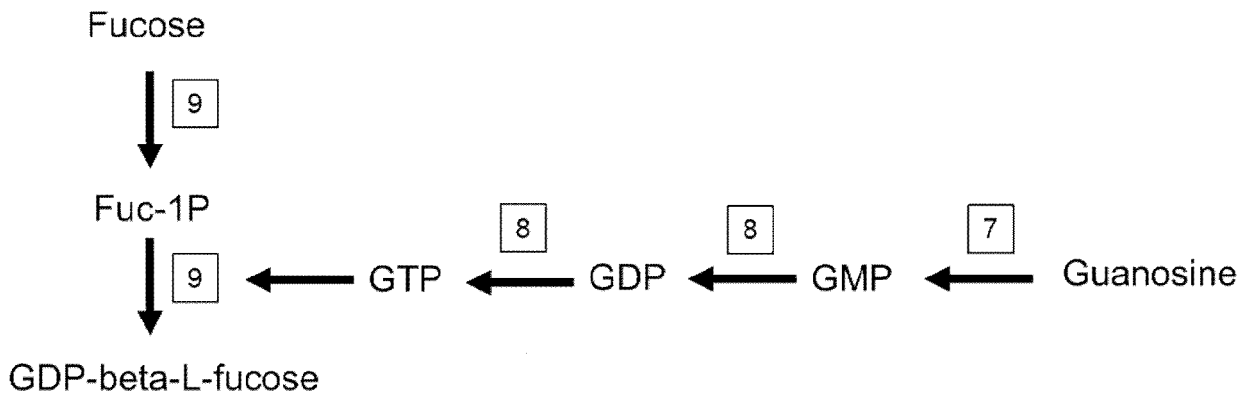 Fucose
9
Fuc-1P
8
8
7
9
GTP
GDP
GMP
Guanosine
GDP-beta-L-fucose